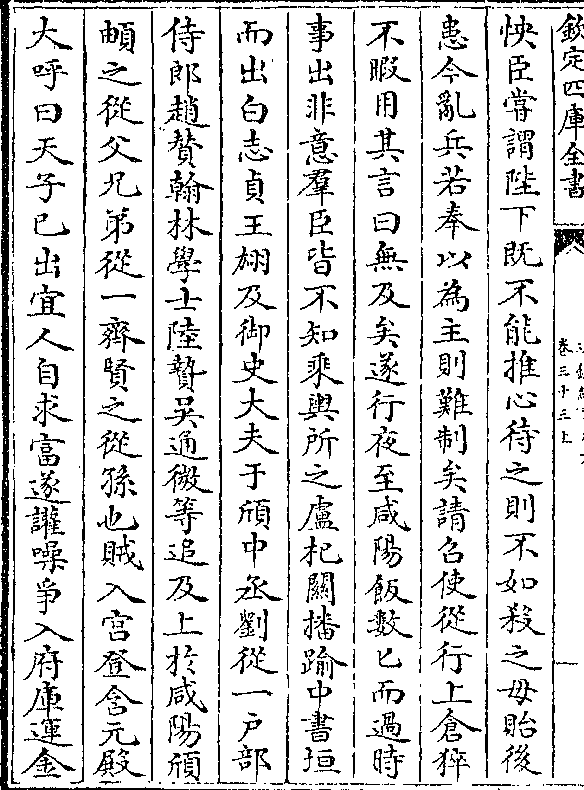 欽定四庫全書
卷三十三上
怏臣嘗謂陛下既不能推心待之則不如殺之毋貽後
患今亂兵若奉以為主則難制矣請召使從行上倉猝
不暇用其言曰無及矣遂行夜至咸陽飯數匕而過時
事出非意羣臣皆不知乗輿所之盧杞關播踰中書垣
而出白志貞王翃及御史大夫于頎中丞劉從一戸部
侍郎趙賛翰林學士陸贄吳通微等追及上於咸陽頎
頔之從父兄弟從一齊賢之從孫也賊入宫登含元殿
大呼曰天子已出宜人自求富遂讙噪爭入府庫運金